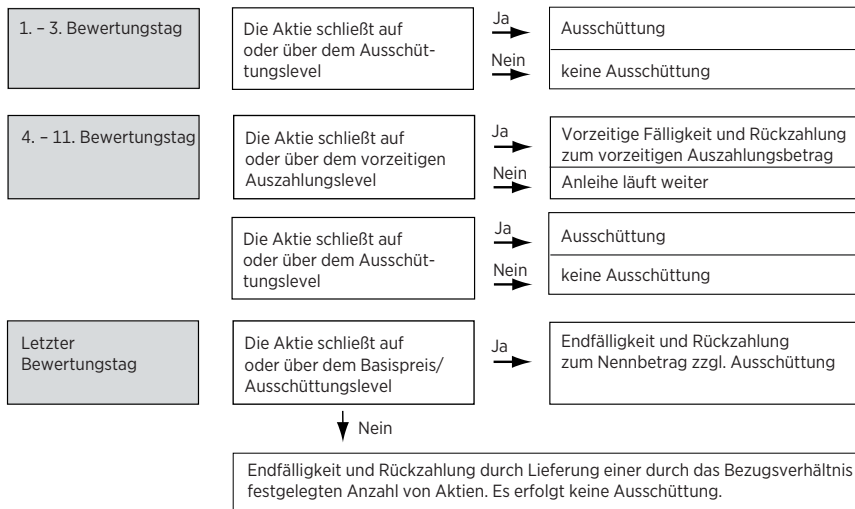 1. – 3. Bewertungstag
Die Aktie schließt auf
oder über dem Ausschüt-
tungslevel
Ja
Ausschüttung
Nein
keine Ausschüttung
4. – 11. Bewertungstag
Die Aktie schließt auf
oder über dem vorzeitigen
Auszahlungslevel
Ja
Vorzeitige Fälligkeit und Rückzahlung
zum vorzeitigen Auszahlungsbetrag
Nein
Anleihe läuft weiter
Die Aktie schließt auf
oder über dem Ausschüt-
tungslevel
Ja
Ausschüttung
Nein
keine Ausschüttung
Letzter
Bewertungstag
Die Aktie schließt auf
oder über dem Basispreis/
Ausschüttungslevel
Ja
Endfälligkeit und Rückzahlung
zum Nennbetrag zzgl. Ausschüttung
Nein
Endfälligkeit und Rückzahlung durch Lieferung einer durch das Bezugsverhältnis
festgelegten Anzahl von Aktien. Es erfolgt keine Ausschüttung.